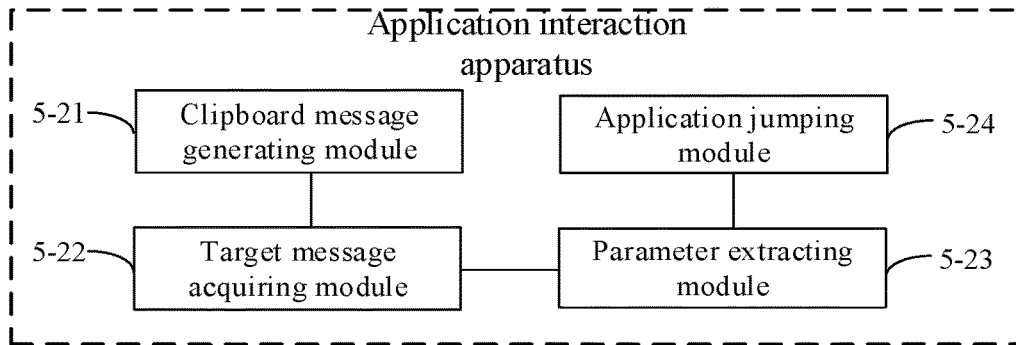 Application interaction
apparatus
5-21
Clipboard message
generating module
Application jumping
module
5-24
5-22
Target message
acquiring module
Parameter extracting
module
5-23